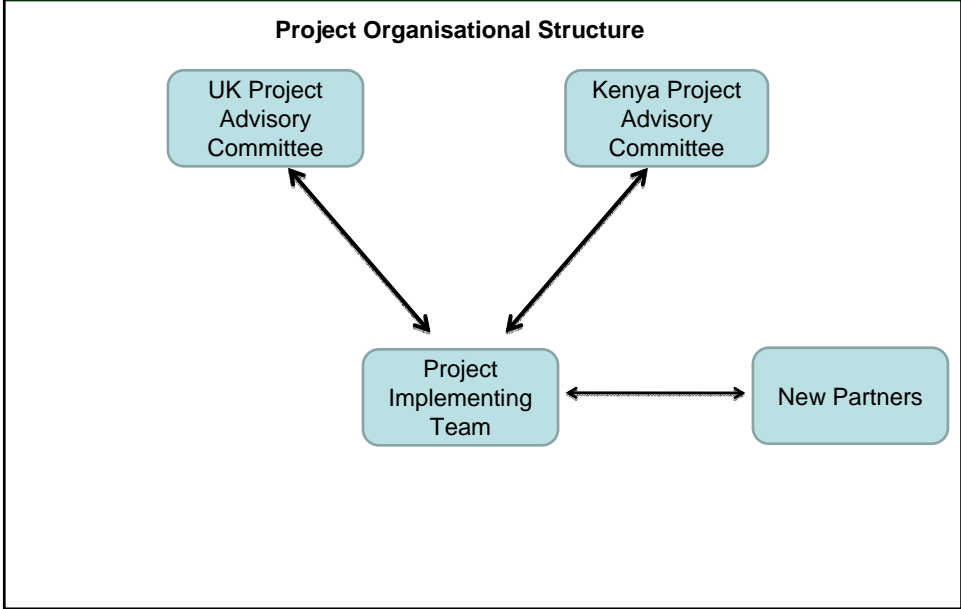 Project Organisational Structure
UK Project
Advisory
Committee
Kenya Project
Advisory
Committee
Project
Implementing
Team
New Partners